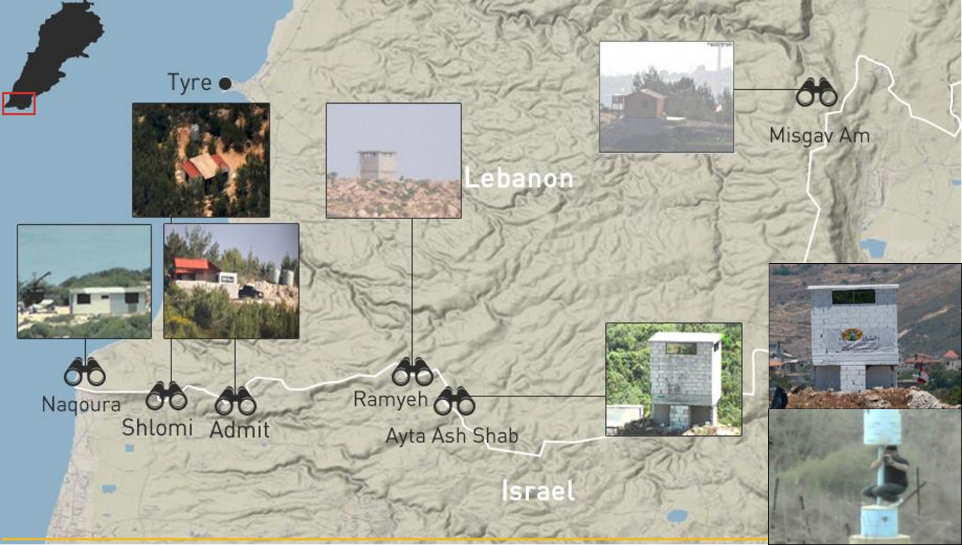 Tyre
Misgav Am
Lebanon
Naqoura
Shlomi
Admit
Ramyeh
Ayta Ash Shab
Israel